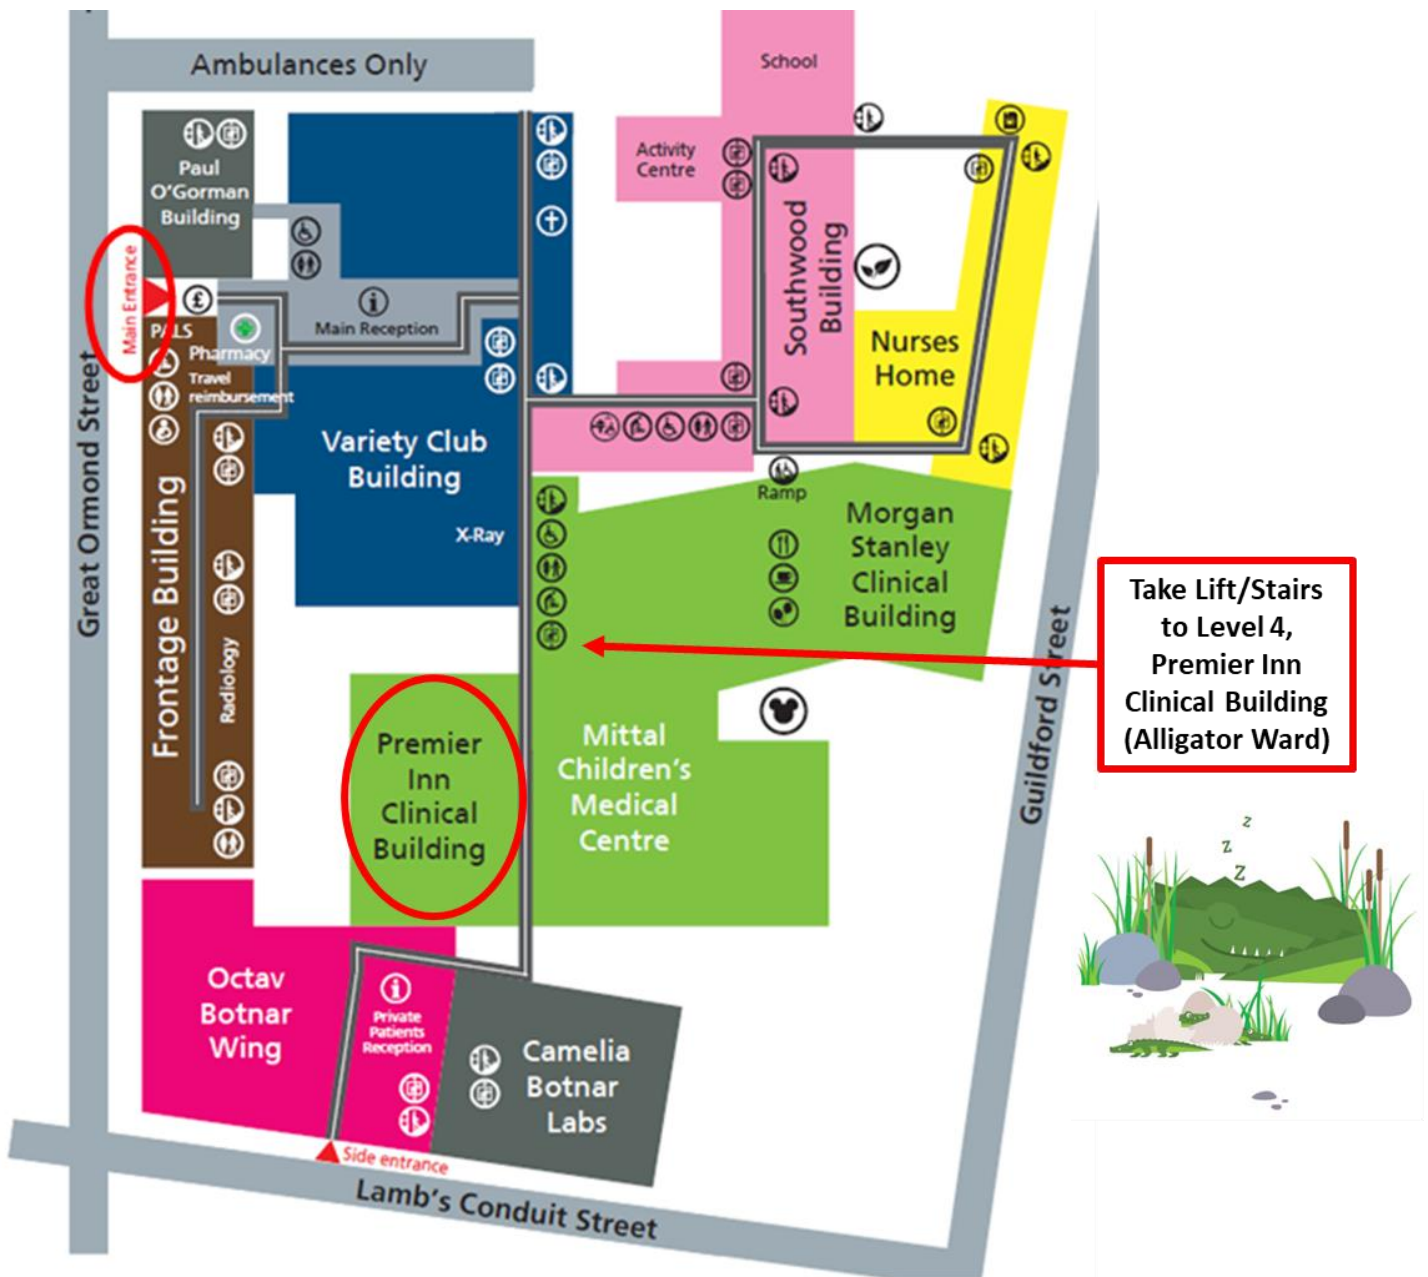 Ambulances Only
School
Paul
O'Gorman
Building
Activity
Centre
Main Entrance
£
Main Reception
PALS
Pharmacy
Travel
reimbursement
Southwood
Building
Nurses
Home
Great Ormond Street
Variety Club
Building
X-Ray
Ramp
Morgan
Stanley
Clinical
Building
Frontage Building
Radiology
Guildford Street
Take Lift/Stairs
to Level 4,
Premier Inn
Clinical Building
(Alligator Ward)
Premier
Inn
Clinical
Building
Mittal
Children's
Medical
Centre
z
z
Z
Octav
Botnar
Wing
Private
Patients
Reception
Camelia
Botnar
Labs
Side entrance
Lamb's Conduit Street